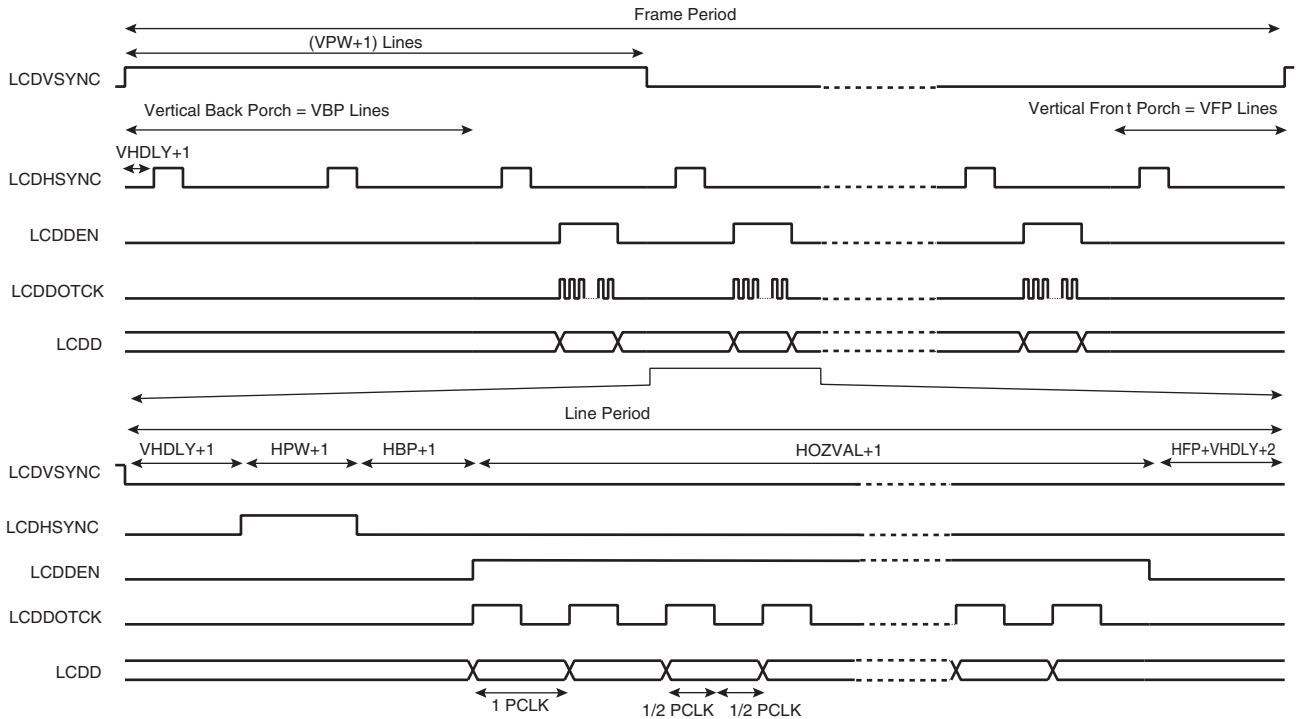 Frame Period
(VPW+1) Lines
LCDVSYNC
Vertical Back Porch = VBP Lines
Vertical Front Porch = VFP Lines
VHDLY+1
LCDHSYNC
LCDDEN
LCDDOTCK
LCDD
Line Period
VHDLY+1 HPW+1 HBP+1 HOZVAL+1 HFP+VHDLY+2
LCDVSYNC
LCDHSYNC
LCDDEN
LCDDOTCK
LCDD
1 PCLK 1/2 PCLK 1/2 PCLK